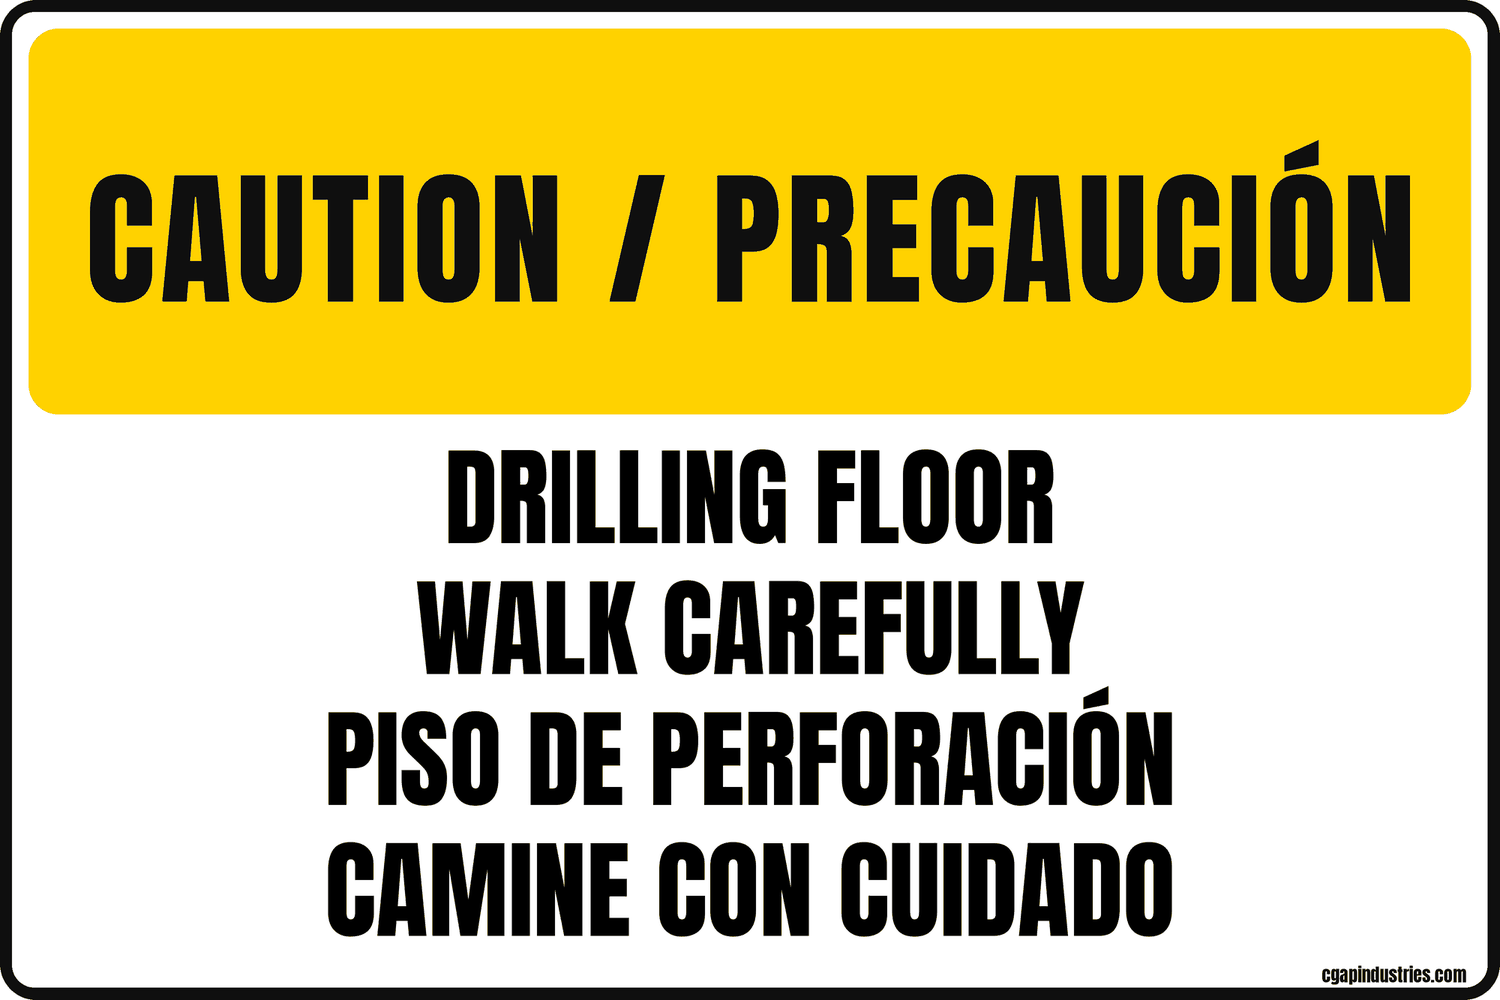 CAUTION / PRECAUCIÓN
DRILLING FLOOR
WALK CAREFULLY
PISO DE PERFORACIÓN
CAMINE CON CUIDADO
cgapindustries.com